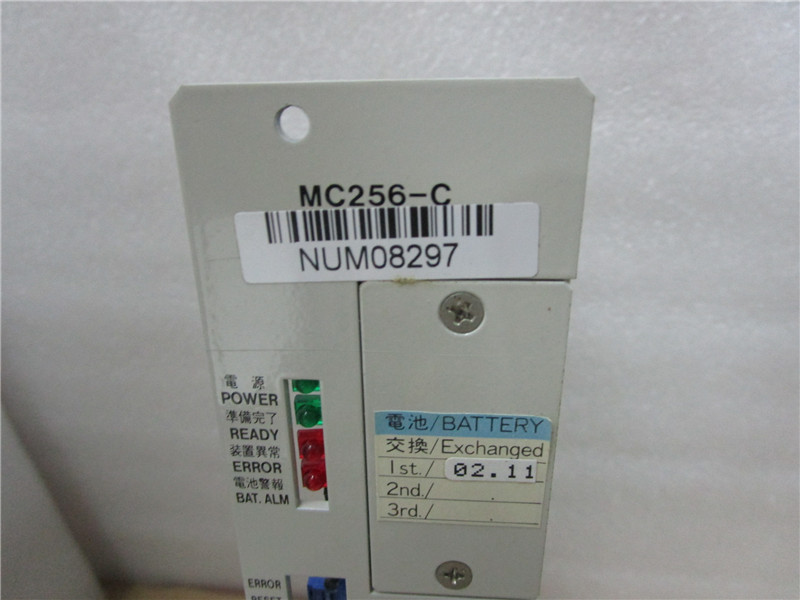 MC256-C
NUM08297
電源
POWER
準備完了
READY
装置異常
ERROR
電池警報
BAT. ALM
ERROR
RESET
電池/BATTERY
交換/Exchanged
1st./ 02.11
2nd./ .
3rd./ .